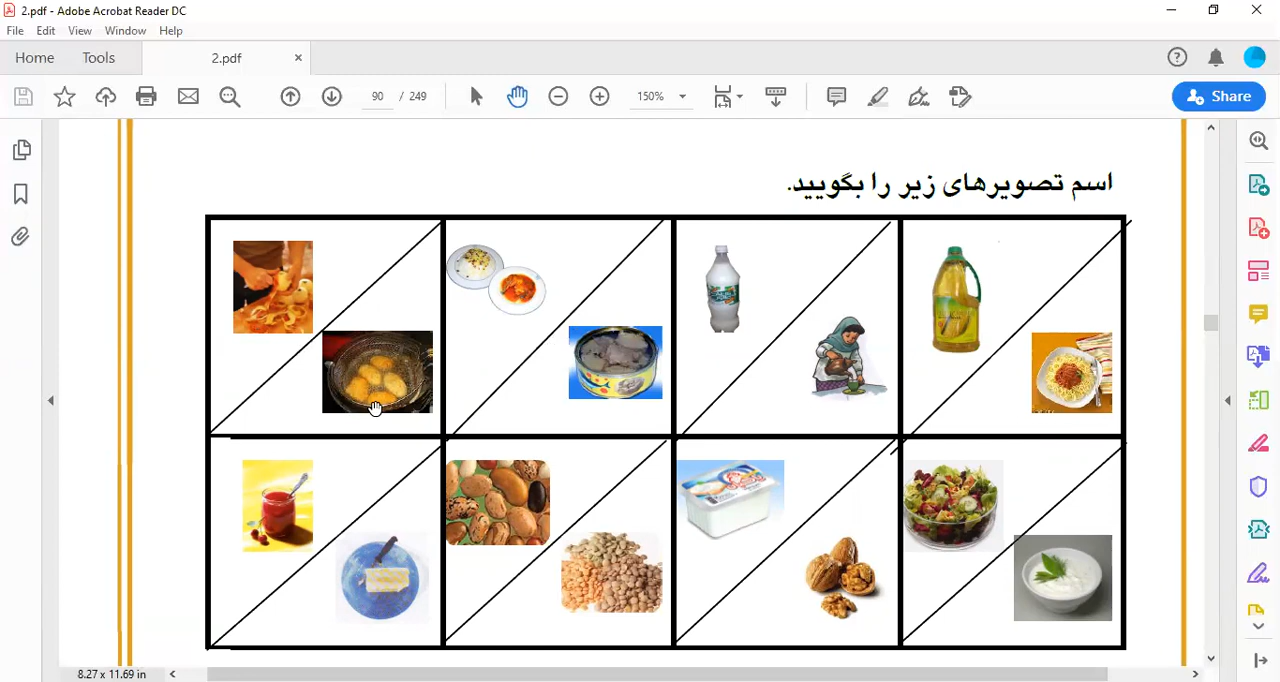 2.pdf - Adobe Acrobat Reader DC
File Edit View Window Help
Home Tools 2.pdf
90 / 249 150% Share
اسم تصویرهای زیر را بگویید.
8.27 x 11.69 in